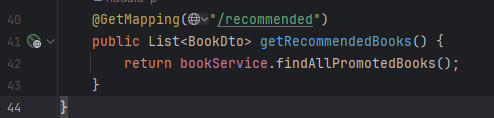 40 @GetMapping("/recommended")
41 public List<BookDto> getRecommendedBooks() {
42 return bookService.findAllPromotedBooks();
43 }
44 }